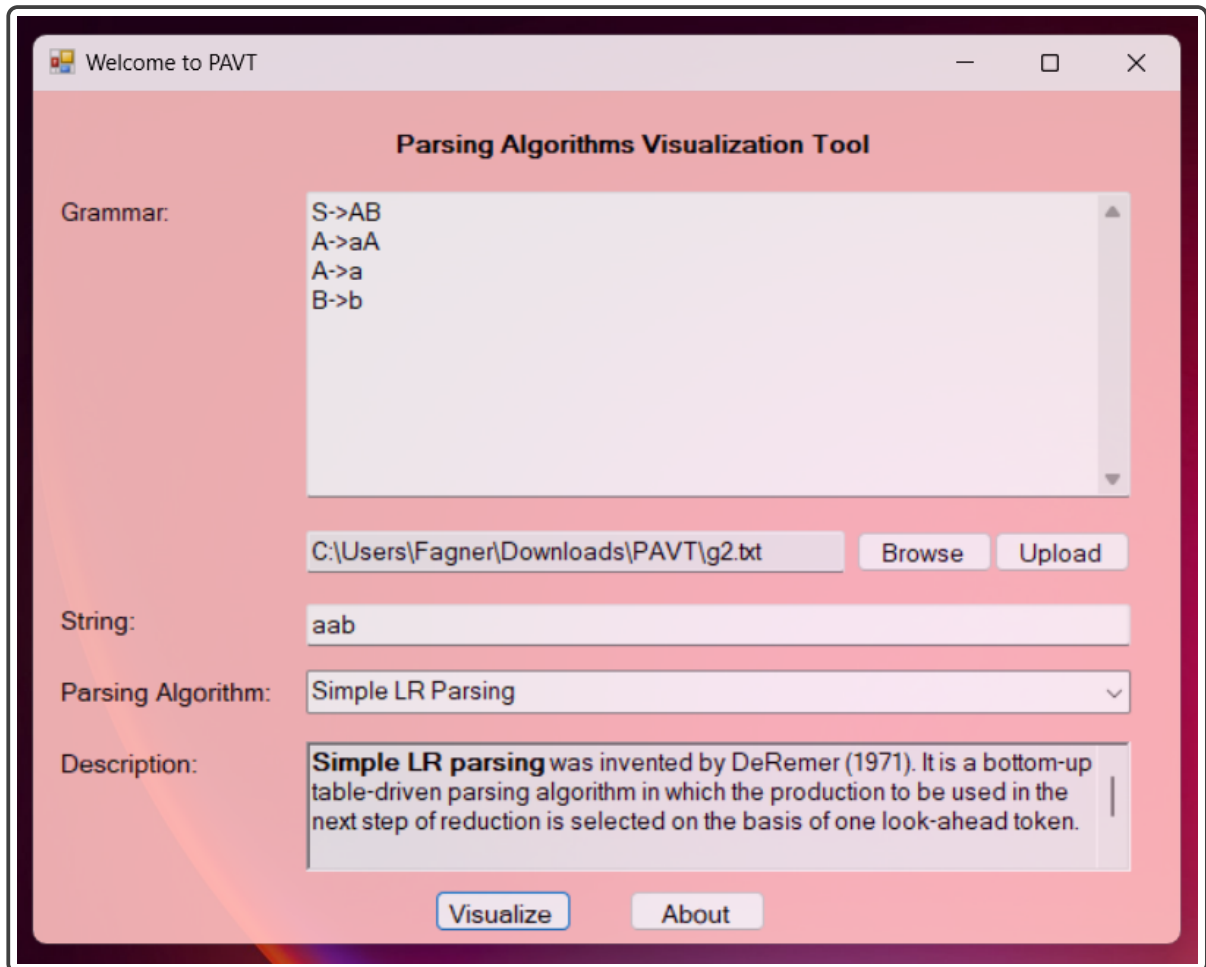 Welcome to PAVT
Parsing Algorithms Visualization Tool
Grammar:
S->AB
A->aA
A->a
B->b
C:\Users\Fagner\Downloads\PAVT\g2.txt
Browse
Upload
String:
aab
Parsing Algorithm:
Simple LR Parsing
Description:
Simple LR parsing was invented by DeRemer (1971). It is a bottom-up
table-driven parsing algorithm in which the production to be used in the
next step of reduction is selected on the basis of one look-ahead token.
Visualize
About